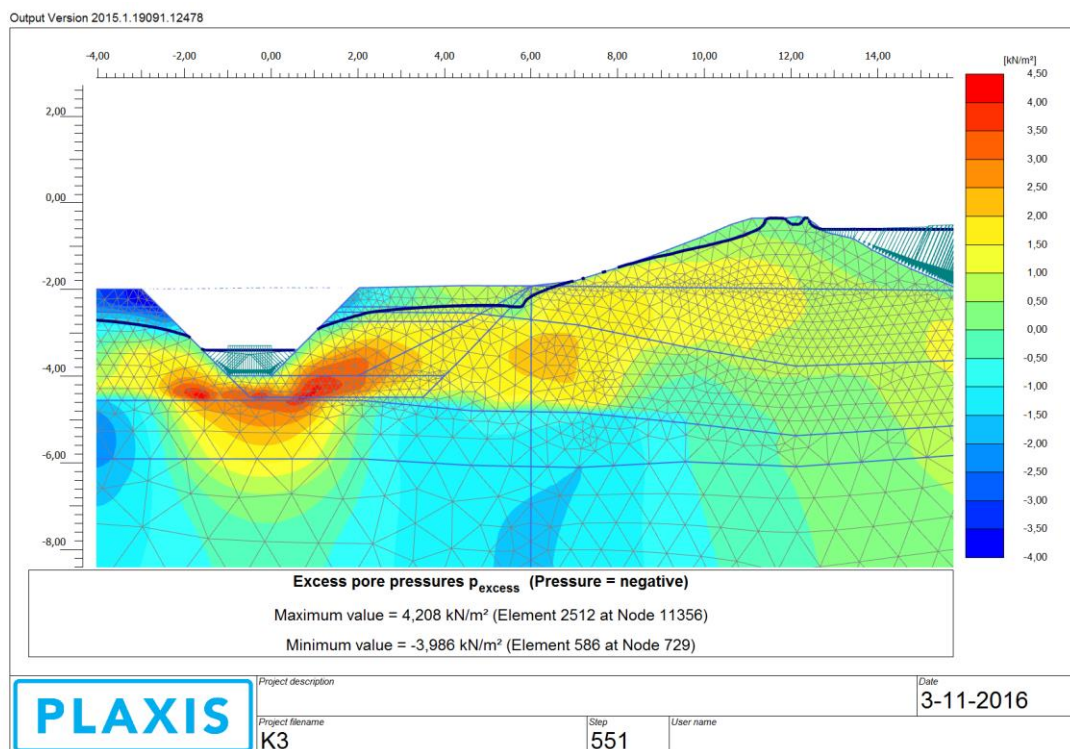 Output Version 2015.1.19091.12478
-4,00 -2,00 0,00 2,00 4,00 6,00 8,00 10,00 12,00 14,00
[kN/m²]
2,00
0,00
-2,00
-4,00
-6,00
-8,00
4,50
4,00
3,50
3,00
2,50
2,00
1,50
1,00
0,50
0,00
-0,50
-1,00
-1,50
-2,00
-2,50
-3,00
-3,50
-4,00
Excess pore pressures pexcess (Pressure = negative)
Maximum value = 4,208 kN/m² (Element 2512 at Node 11356)
Minimum value = -3,986 kN/m² (Element 586 at Node 729)
PLAXIS
Project description
Date
3-11-2016
Project filename
K3
Step
551
User name